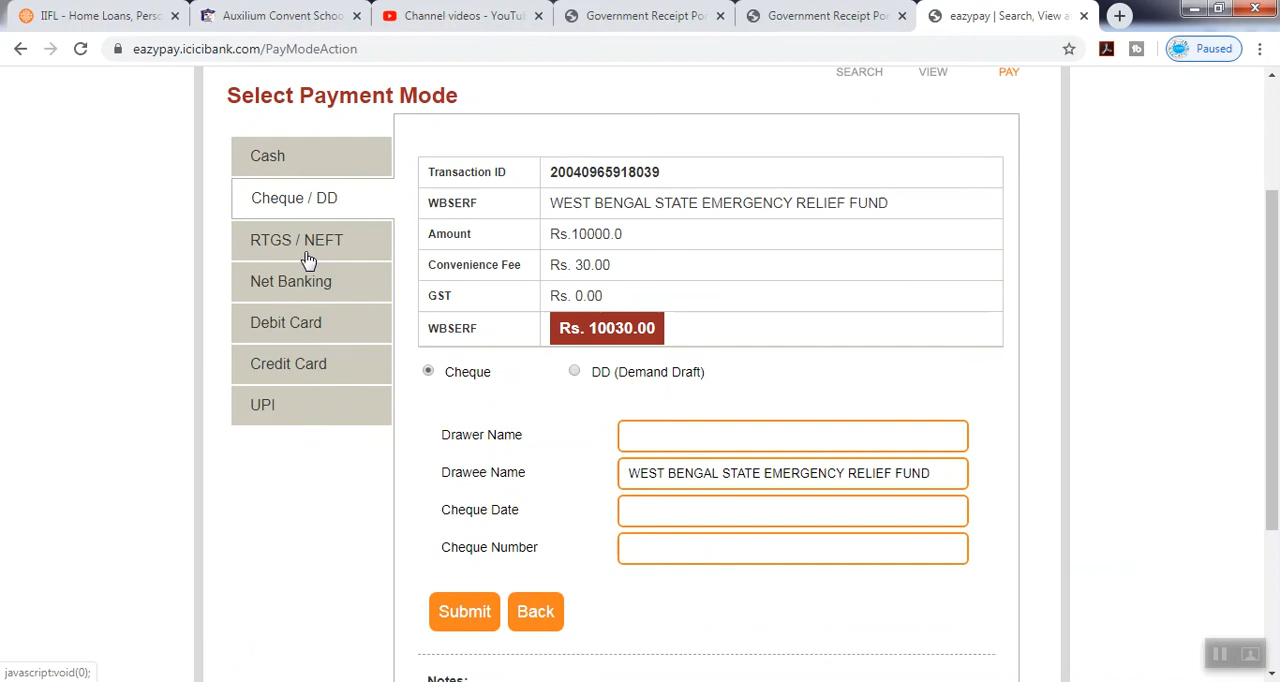 IIFL - Home Loans, Pers
Auxilium Convent Schoo
Channel videos - YouTu
Government Receipt Por
Government Receipt Por
eazypay | Search, View a
eazypay.icicibank.com/PayModeAction
Paused
SEARCH VIEW PAY
Select Payment Mode
Cash
Cheque / DD
RTGS / NEFT
Net Banking
Debit Card
Credit Card
UPI
Transaction ID 20040965918039
WBSERF WEST BENGAL STATE EMERGENCY RELIEF FUND
Amount Rs.10000.0
Convenience Fee Rs. 30.00
GST Rs. 0.00
WBSERF Rs. 10030.00
Cheque DD (Demand Draft)
Drawer Name
Drawee Name WEST BENGAL STATE EMERGENCY RELIEF FUND
Cheque Date
Cheque Number
Submit Back
Notes:
javascript:void(0);